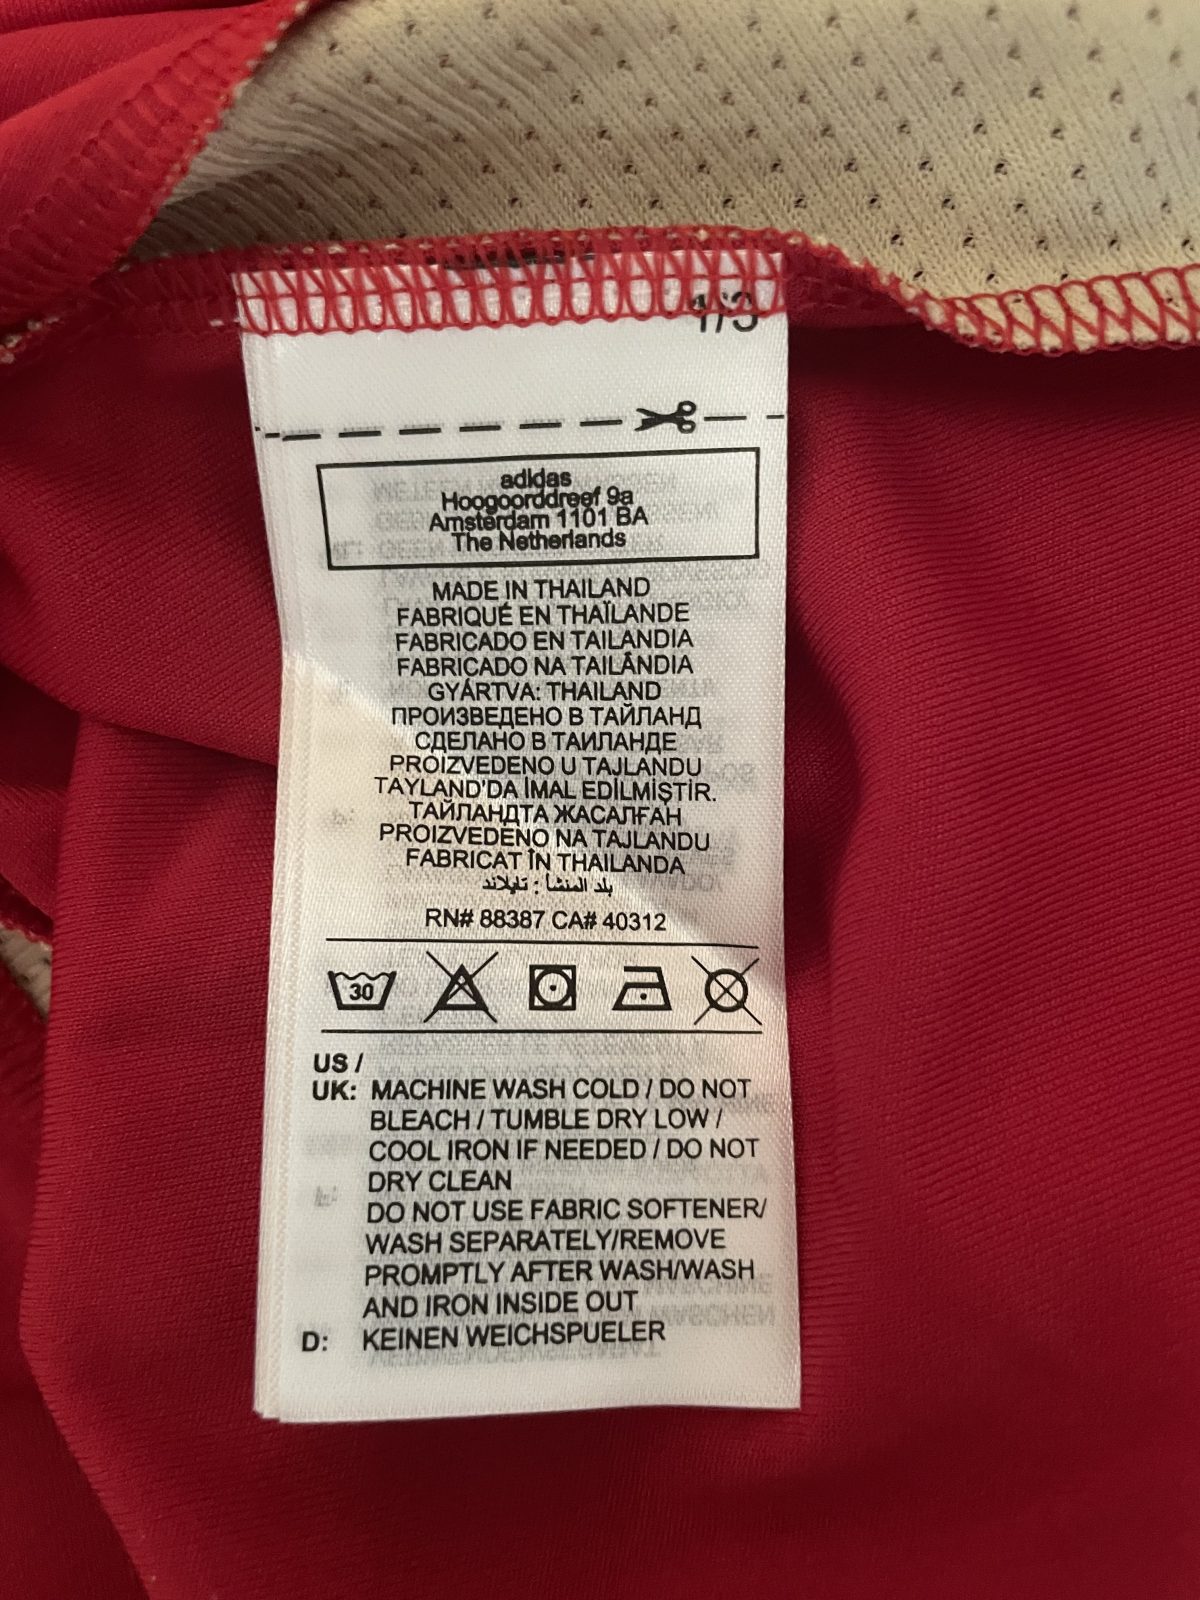 1/3
adidas
Hoogoorddreef 9a
Amsterdam 1101 BA
The Netherlands
MADE IN THAILAND
FABRIQUÉ EN THAÏLANDE
FABRICADO EN TAILANDIA
FABRICADO NA TAILÂNDIA
GYÁRTVA: THAILAND
ПРОИЗВЕДЕНО В ТАЙЛАНД
СДЕЛАНО В ТАИЛАНДЕ
PROIZVEDENO U TAJLANDU
TAYLAND'DA İMAL EDİLMİŞTİR.
ТАЙЛАНДТА ЖАСАЛҒАН
PROIZVEDENO NA TAJLANDU
FABRICAT ÎN THAILANDA
بلد المنشأ : تايلاند
RN# 88387 CA# 40312
30
US /
UK: MACHINE WASH COLD / DO NOT
BLEACH / TUMBLE DRY LOW /
COOL IRON IF NEEDED / DO NOT
DRY CLEAN
DO NOT USE FABRIC SOFTENER/
WASH SEPARATELY/REMOVE
PROMPTLY AFTER WASH/WASH
AND IRON INSIDE OUT
D: KEINEN WEICHSPUELER